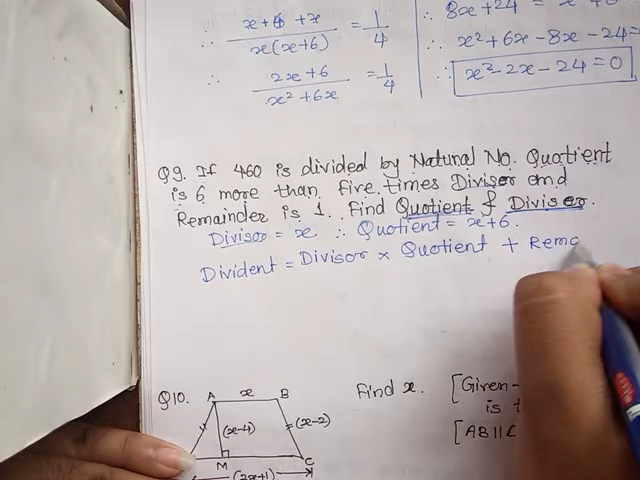 ∴ x+6 +x / x(x+6) = 1/4
∴ 2x+6 / x²+6x = 1/4
∴ 8x+24 =
∴ x²+6x-8x-24=
∴ x²-2x-24=0
Q9. If 460 is divided by Natural No. Quotient
is 6 more than five times Divisor and
Remainder is 1. Find Quotient & Divisor.
Divisor = x ∴ Quotient = x+6.
Divident = Divisor × Quotient + Rema
Q10. A x B
(x-4) (x-2)
M C
(2x+1)
Find x. [Given-
is t
[AB||